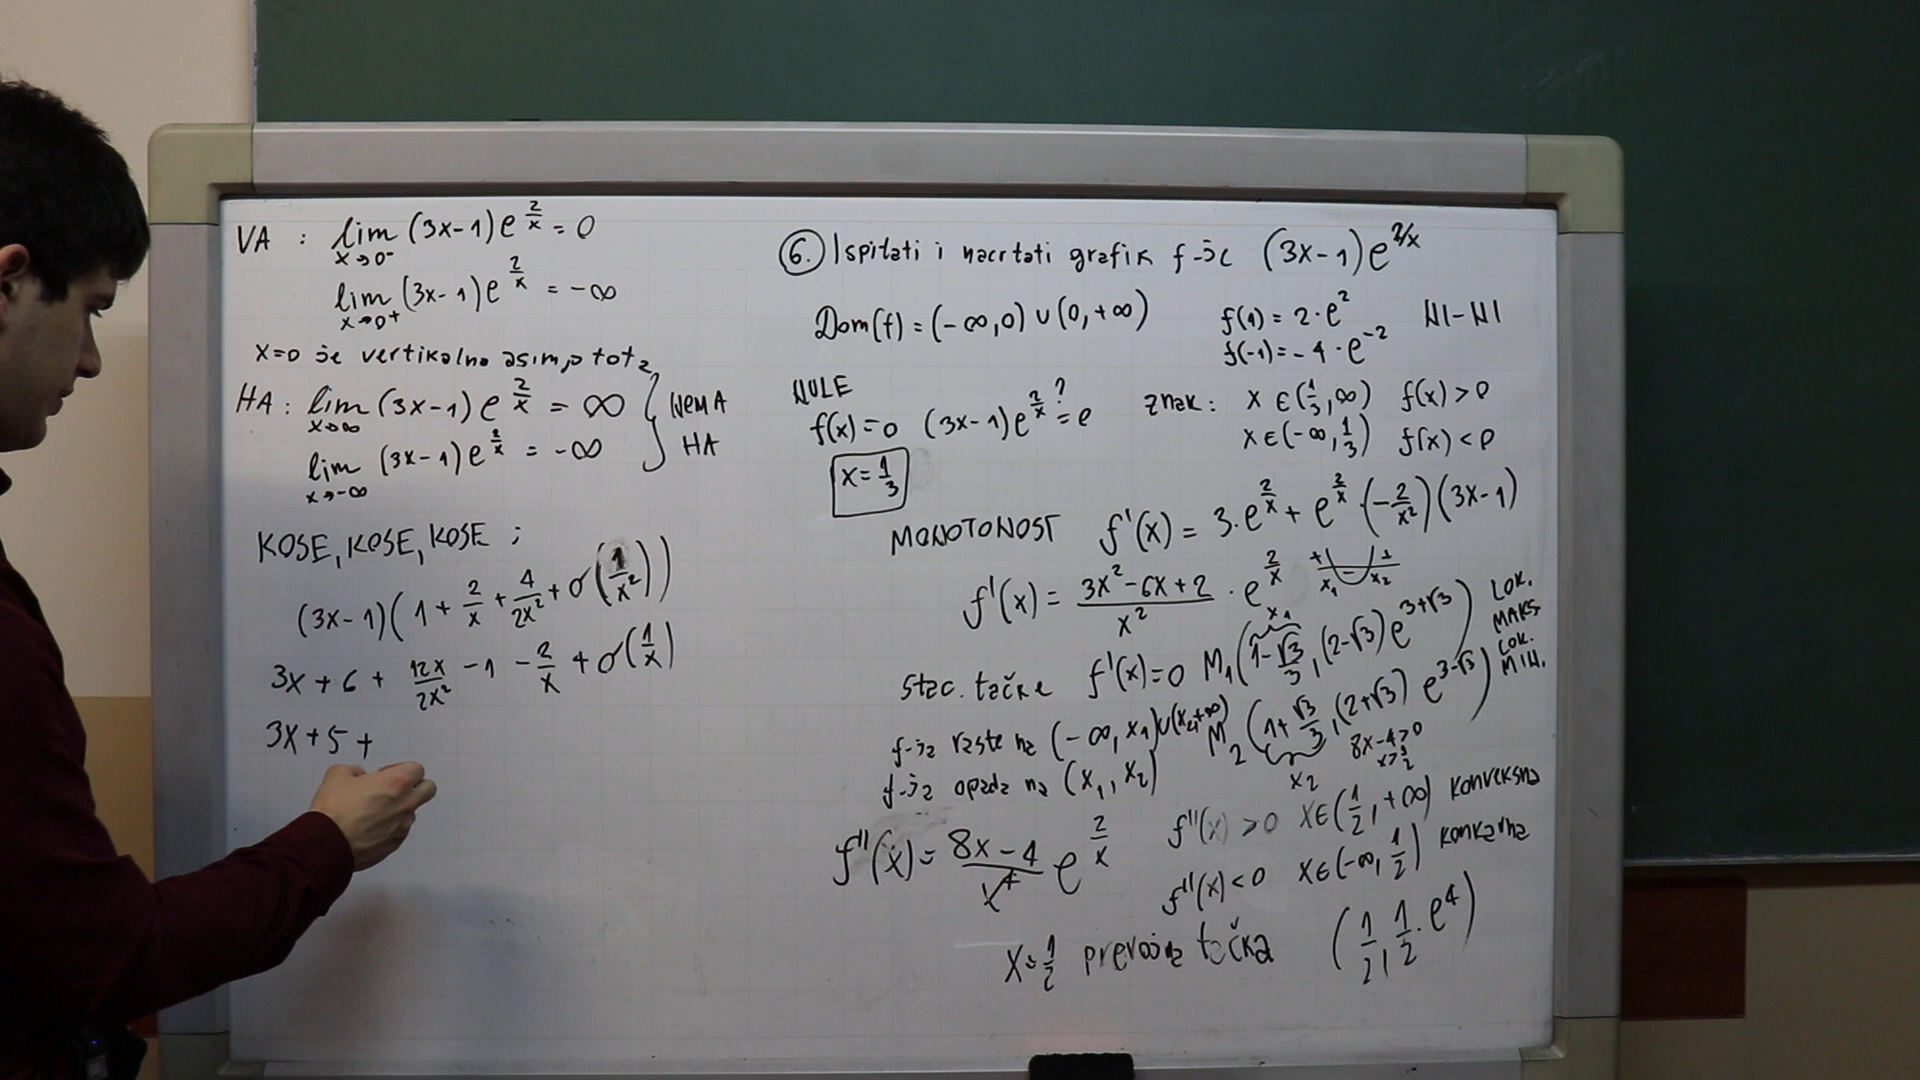 VA : lim (3x-1)e^{2/x} = 0
x→0⁻
lim (3x-1)e^{2/x} = -∞
x→0⁺
x=0 je vertikalna asimptota
HA : lim (3x-1)e^{2/x} = ∞
x→∞
lim (3x-1)e^{2/x} = -∞
x→-∞
} NEMA
HA
KOSE, KOSE, KOSE :
(3x-1)(1 + 2/x + 4/2x² + o(1/x²))
3x + 6 + 12x/2x² - 1 - 2/x + o(1/x)
3x + 5 +
6. Ispitati i nacrtati grafik f-je (3x-1)e^{2/x}
Dom(f) = (-∞,0) ∪ (0,+∞)
f(1) = 2·e²
f(-1) = -4·e^{-2}
NI-NI
NULE
f(x)=0 (3x-1)e^{2/x} ?= 0
x = 1/3
znak : x ∈ (1/3, ∞) f(x) > 0
x ∈ (-∞, 1/3) f(x) < 0
MONOTONOST f'(x) = 3·e^{2/x} + e^{2/x}·(-2/x²)(3x-1)
f'(x) = (3x²-6x+2)/x² · e^{2/x}
+ - +
x₁ x₂
stac. tačke f'(x)=0 M₁(1-√3/3, (2-√3)e^{3+√3}) LOK. MAKS.
x₁
M₂(1+√3/3, (2+√3)e^{3-√3}) LOK. MIN.
x₂
f-ja raste na (-∞, x₁)∪(x₂,+∞)
f-ja opada na (x₁, x₂)
8x-4>0
x>1/2
f''(x) = (8x-4)/x⁴ e^{2/x}
f''(x) > 0 x∈(1/2, +∞) konveksna
f''(x) < 0 x∈(-∞, 1/2) konkavna
x=1/2 prevojna tačka (1/2, 1/2·e⁴)